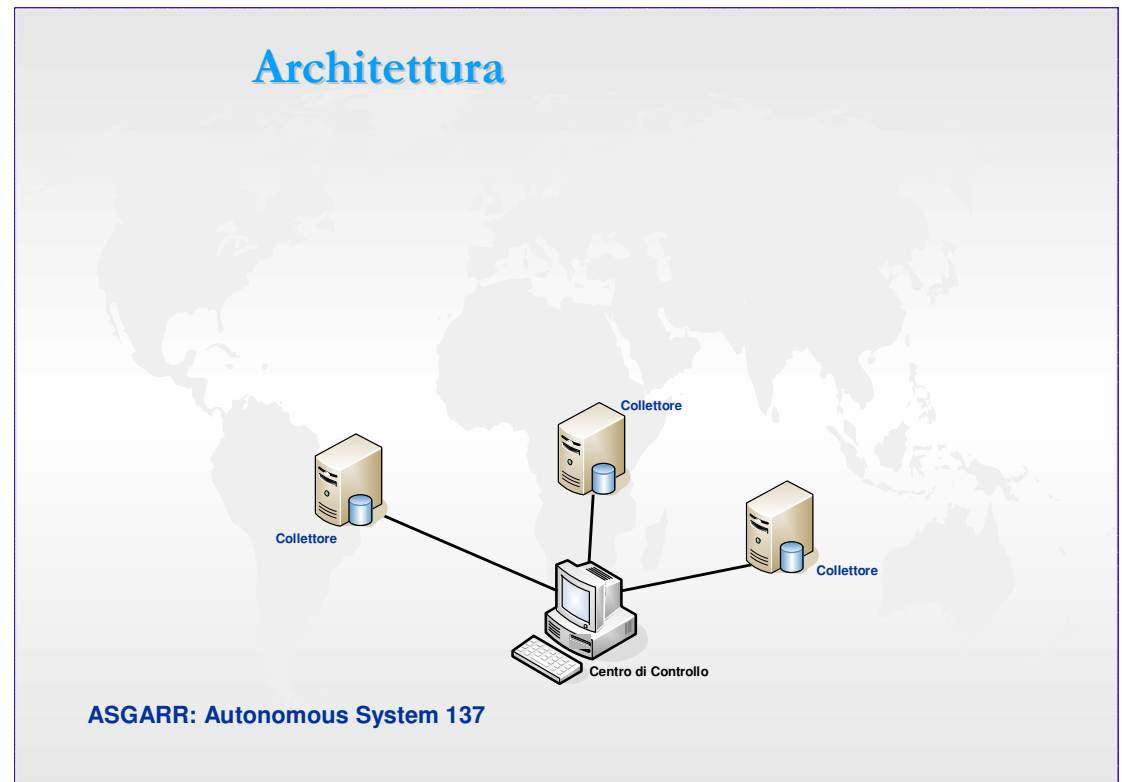 Architettura
Collettore
Collettore
Collettore
Centro di Controllo
ASGARR: Autonomous System 137